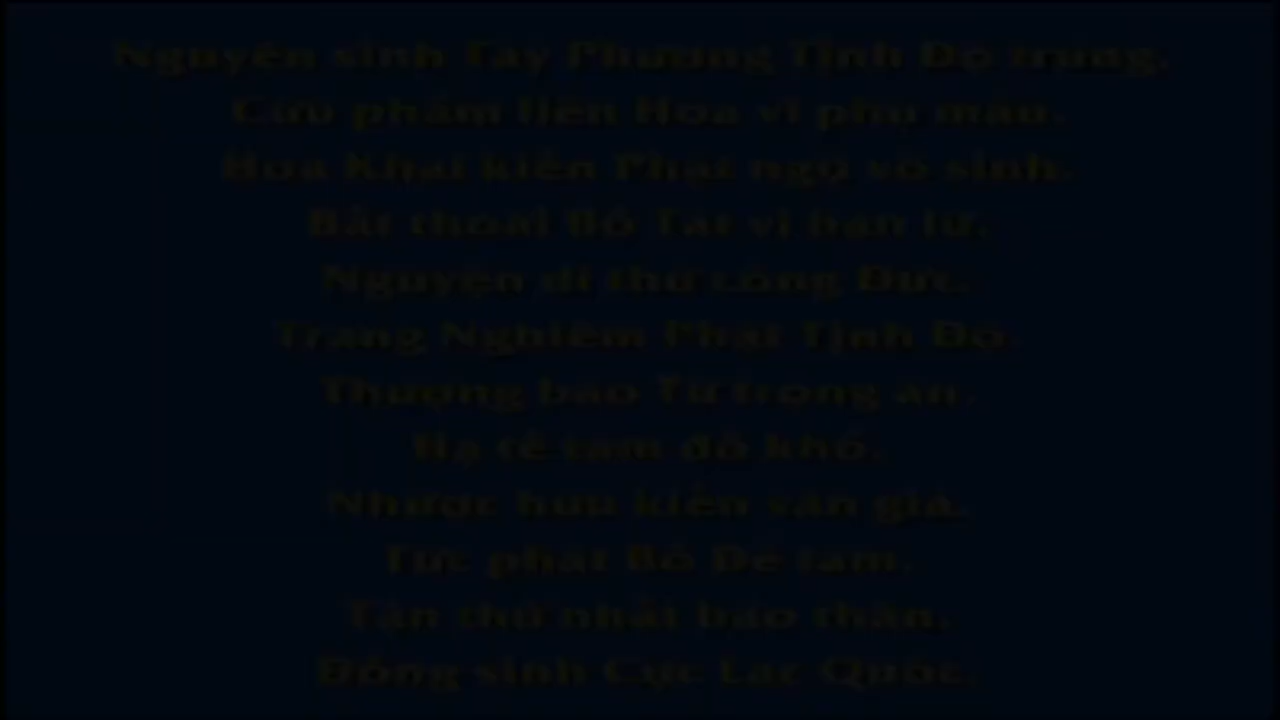 Nguyện sinh Tây Phương Tịnh Độ trung,
Cửu phẩm liên Hoa vi phụ mẫu.
Hoa Khai kiến Phật ngộ vô sinh,
Bất thoái Bồ Tát vi bạn lữ.
Nguyện dĩ thử công Đức,
Trang Nghiêm Phật Tịnh Độ.
Thượng báo Tứ trọng ân,
Hạ tế tam đồ khổ.
Nhược hữu kiến văn giả,
Tức phát Bồ Đề tâm.
Tận thử nhất báo thân,
Đồng sinh Cực Lạc Quốc.